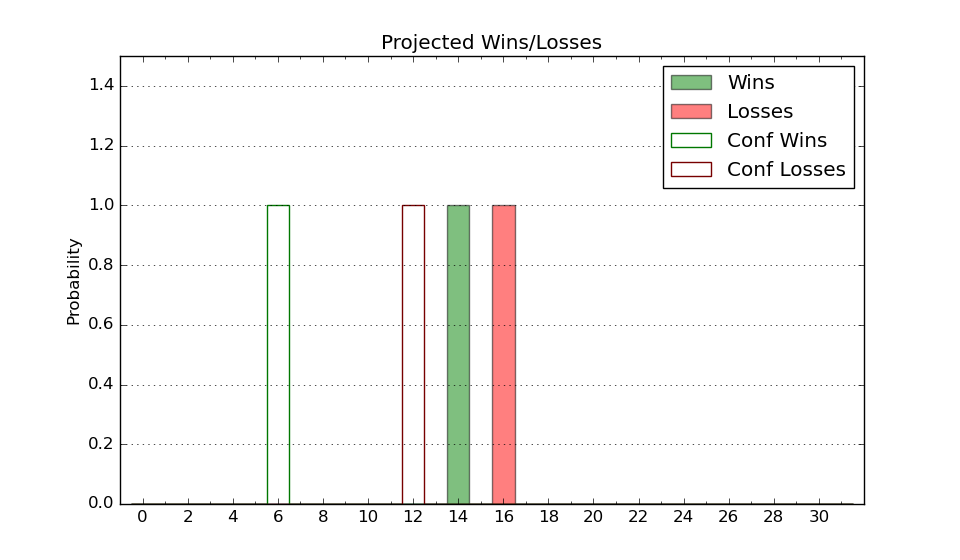 Projected Wins/Losses
Wins
Losses
Conf Wins
Conf Losses
Probability
1.4
1.2
1.0
0.8
0.6
0.4
0.2
0.0
0 2 4 6 8 10 12 14 16 18 20 22 24 26 28 30